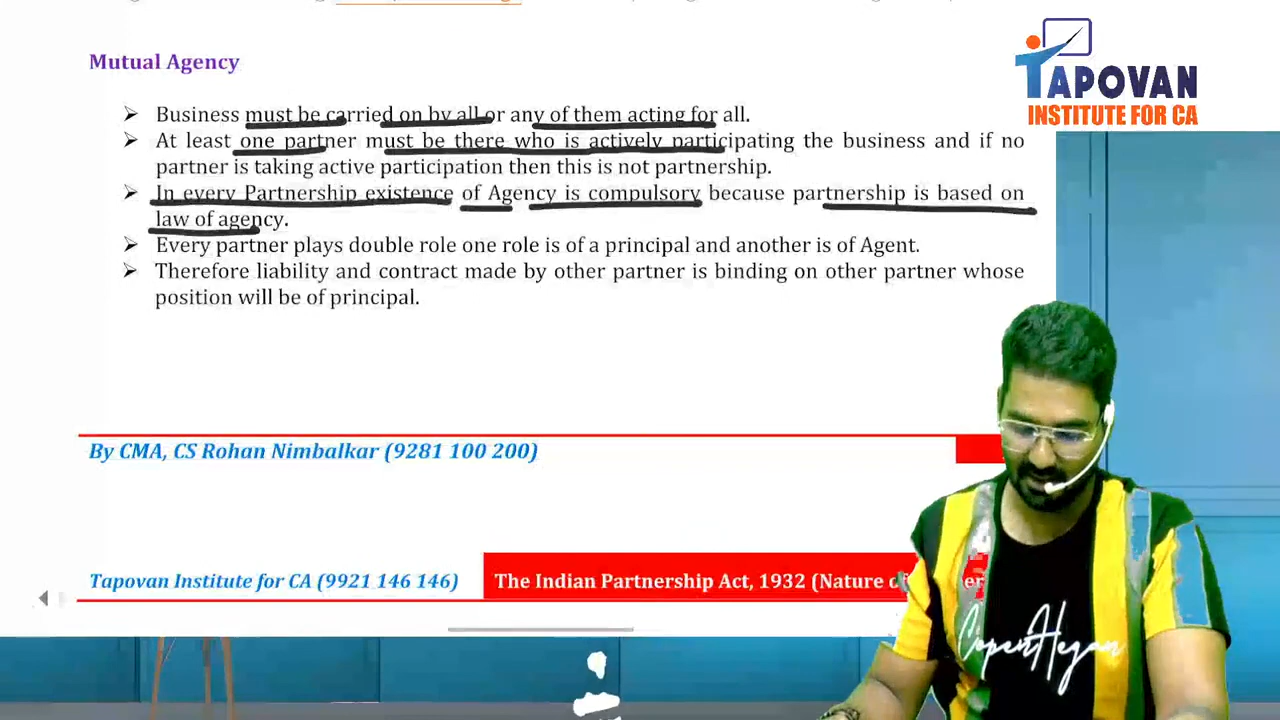 Mutual Agency
TAPOVAN
INSTITUTE FOR CA
➢ Business must be carried on by all or any of them acting for all.
➢ At least one partner must be there who is actively participating the business and if no
partner is taking active participation then this is not partnership.
➢ In every Partnership existence of Agency is compulsory because partnership is based on
law of agency.
➢ Every partner plays double role one role is of a principal and another is of Agent.
➢ Therefore liability and contract made by other partner is binding on other partner whose
position will be of principal.
By CMA, CS Rohan Nimbalkar (9281 100 200)
Tapovan Institute for CA (9921 146 146)
The Indian Partnership Act, 1932 (Nature
CopenHegan